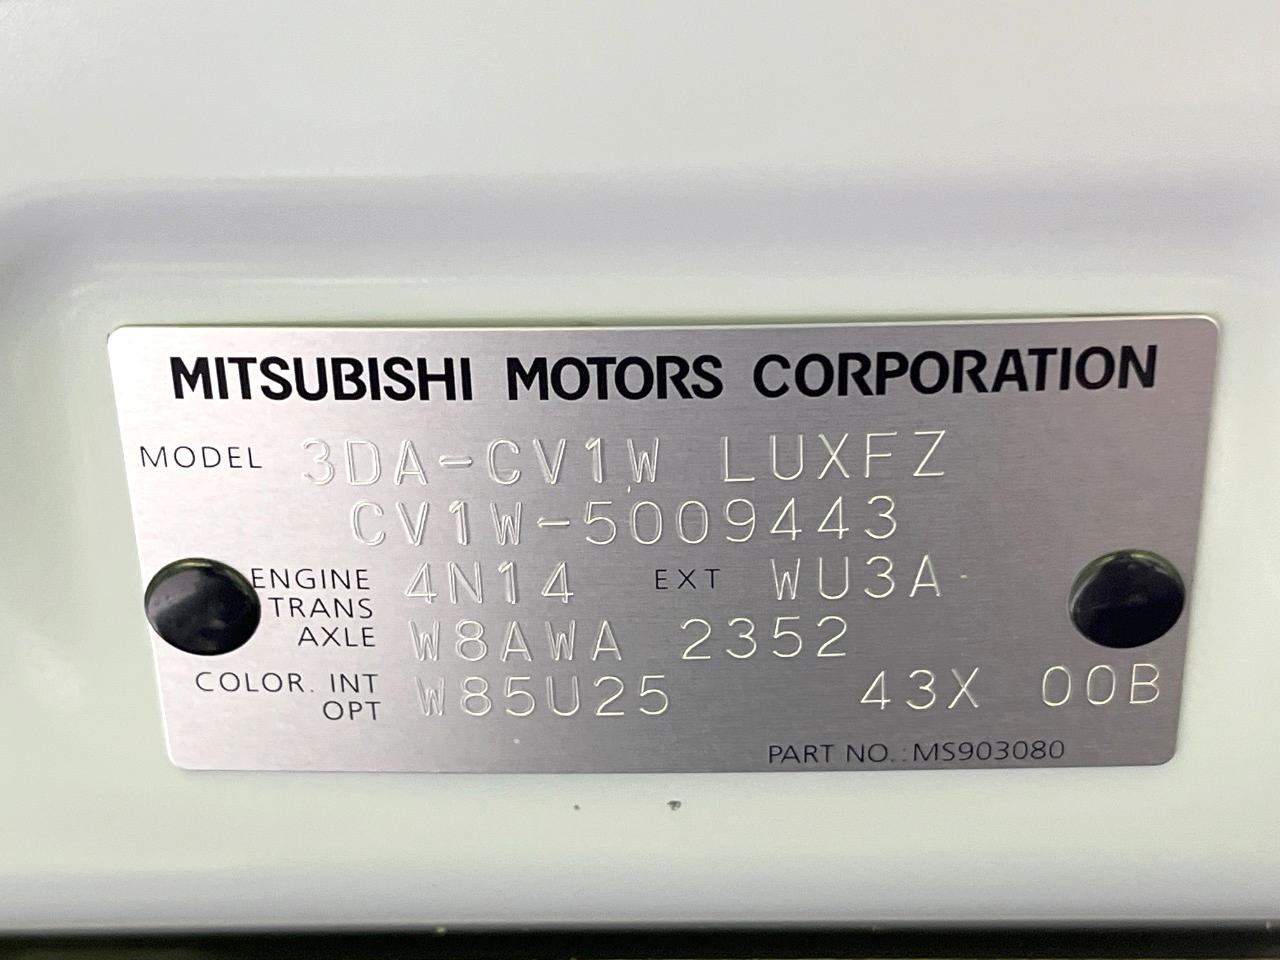 MITSUBISHI MOTORS CORPORATION
MODEL 3DA-CV1W LUXFZ
CV1W-5009443
ENGINE 4N14 EXT WU3A
TRANS
AXLE W8AWA 2352
COLOR. INT
OPT W85U25 43X 00B
PART NO.:MS903080